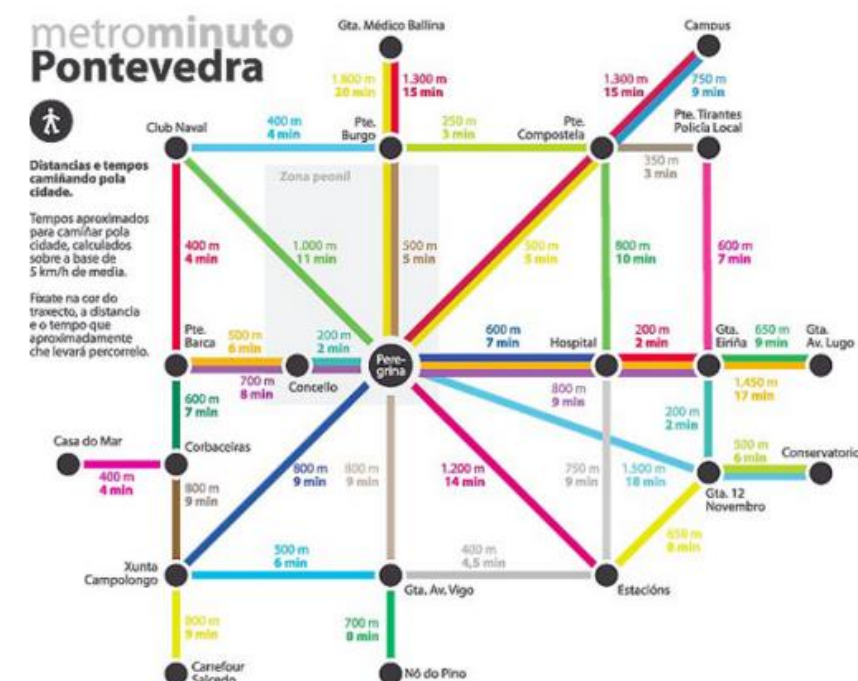 metrominuto
Pontevedra
Distancias e tempos
camiñando pola
cidade.
Tempos aproximados
para camiñar pola
cidade, calculados
sobre a base de
5 km/h de media.
Fixate na cor do
traxecto, a distancia
e o tempo que
aproximadamente
che levará percorrelo.
Gta. Médico Ballina
Campus
1.800 m
20 min
1.300 m
15 min
1.300 m
15 min
750 m
9 min
Club Naval
400 m
4 min
Pte.
Burgo
250 m
3 min
Pte.
Compostela
Pte. Tirantes
Policía Local
350 m
3 min
Zona peonil
400 m
4 min
1.000 m
11 min
500 m
5 min
500 m
5 min
800 m
10 min
600 m
7 min
Pte.
Barca
500 m
6 min
200 m
2 min
700 m
8 min
Concello
Pere-
grina
600 m
7 min
Hospital
200 m
2 min
Gta.
Eiriña
650 m
9 min
Gta.
Av. Lugo
800 m
9 min
1,450 m
17 min
600 m
7 min
200 m
2 min
Casa do Mar
400 m
4 min
Corbaceiras
800 m
9 min
800 m
9 min
800 m
9 min
1.200 m
14 min
750 m
9 min
1,500 m
18 min
500 m
6 min
Conservatorio
Gta. 12
Novembro
650 m
8 min
Xunta
Campolongo
500 m
6 min
Gta. Av. Vigo
400 m
4,5 min
Estacións
800 m
9 min
700 m
8 min
Carrefour
Salcedo
Nó do Pino